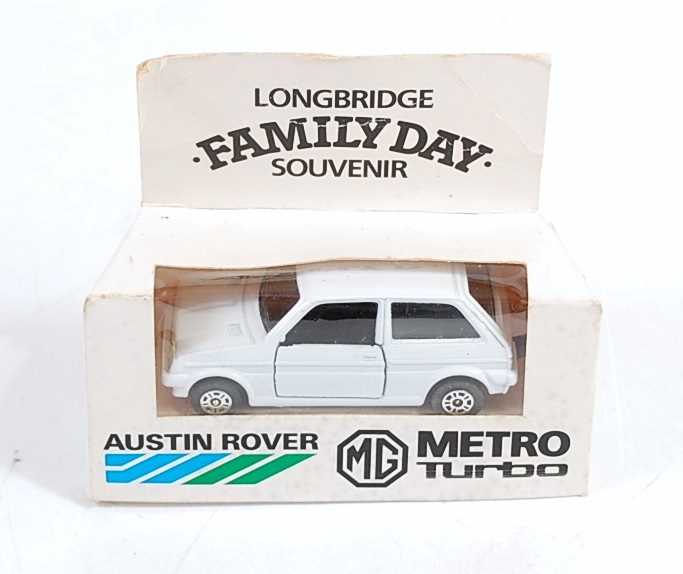 LONGBRIDGE
·FAMILY DAY·
SOUVENIR
AUSTIN ROVER
MG METRO
Turbo